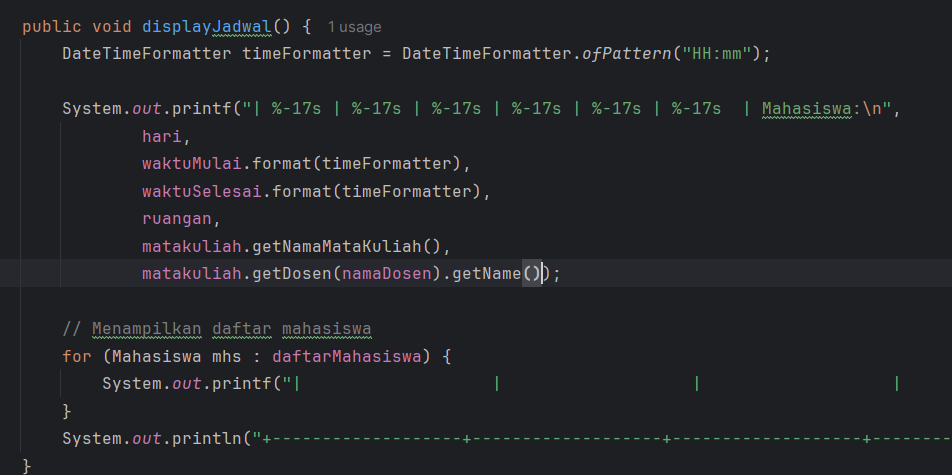 public void displayJadwal() {  1 usage
    DateTimeFormatter timeFormatter = DateTimeFormatter.ofPattern("HH:mm");
    System.out.printf("| %-17s | %-17s | %-17s | %-17s | %-17s | %-17s  | Mahasiswa:\n",
            hari,
            waktuMulai.format(timeFormatter),
            waktuSelesai.format(timeFormatter),
            ruangan,
            matakuliah.getNamaMataKuliah(),
            matakuliah.getDosen(namaDosen).getName());
    // Menampilkan daftar mahasiswa
    for (Mahasiswa mhs : daftarMahasiswa) {
        System.out.printf("|                   |                   |                   |
    }
    System.out.println("+-------------------+-------------------+-------------------+--------
}